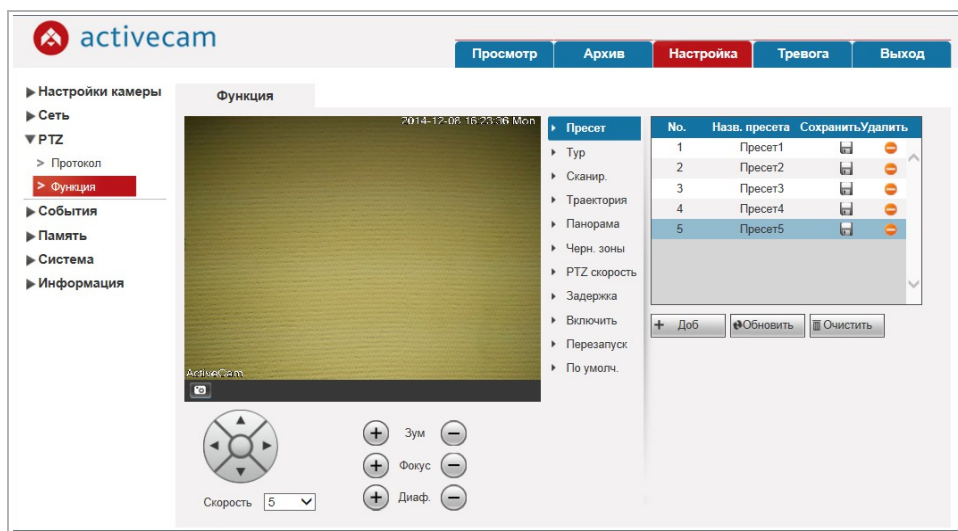 activecam
Просмотр Архив Настройка Тревога Выход
Настройки камеры
Сеть
PTZ
> Протокол
> Функция
События
Память
Система
Информация
Функция
2014-12-08 16:23:36 Mon
ActiveCam
Пресет
Тур
Сканир.
Траектория
Панорама
Черн. зоны
PTZ скорость
Задержка
Включить
Перезапуск
По умолч.
No. Назв. пресета Сохранить Удалить
1 Пресет1
2 Пресет2
3 Пресет3
4 Пресет4
5 Пресет5
+ Доб Обновить Очистить
Зум
Фокус
Диаф.
Скорость 5